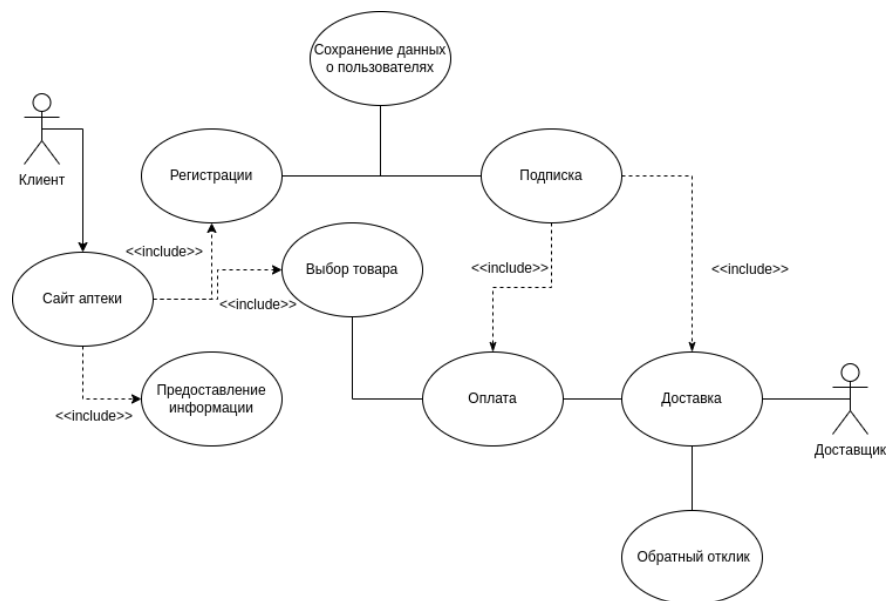 Сохранение данных
о пользователях
Клиент
Регистрации
Подписка
<<include>>
Выбор товара
<<include>>
<<include>>
Сайт аптеки
<<include>>
Предоставление
информации
<<include>>
Оплата
Доставка
Доставщик
Обратный отклик